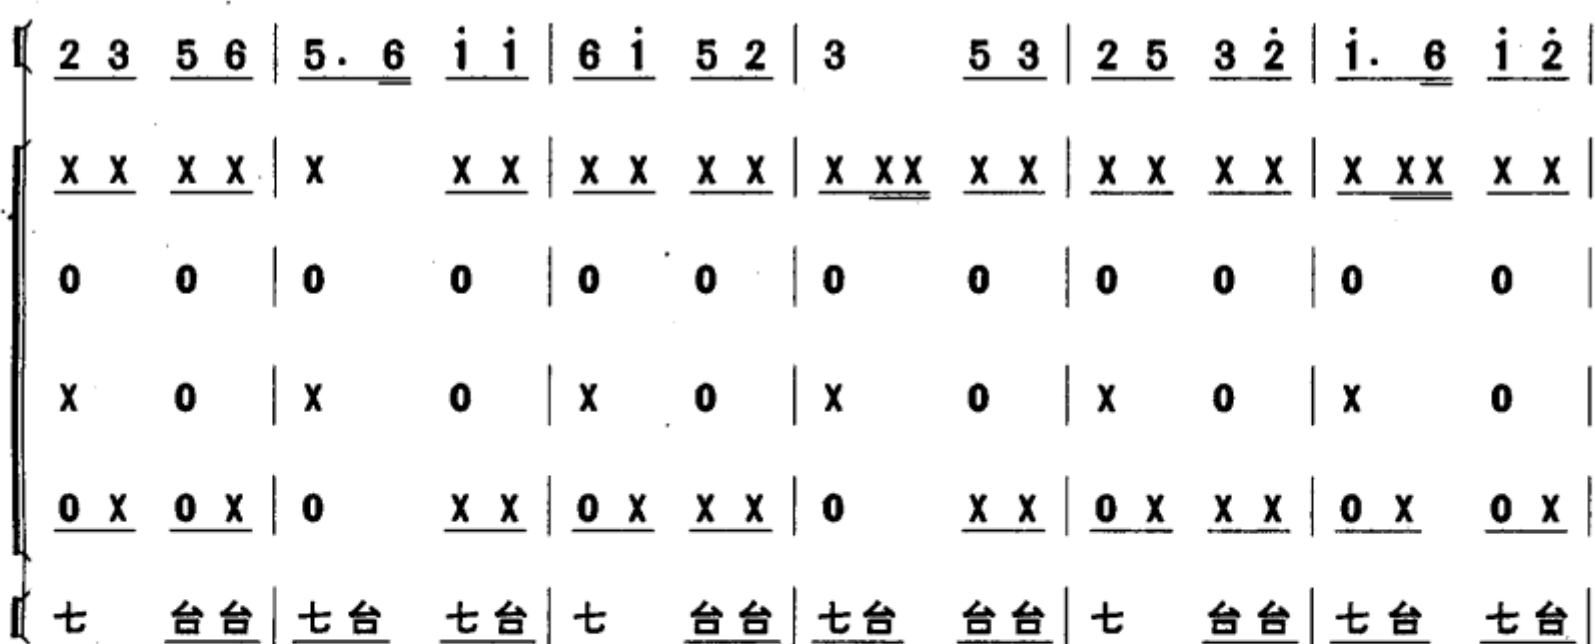 2 3 5 6 | 5. 6 i̇ i̇ | 6 i̇ 5 2 | 3 5 3 | 2 5 3 2̇ | i̇. 6 i̇ 2̇ |
X X X X | X X X | X X X X | X XX X X | X X X X | X XX X X |
0 0 | 0 0 | 0 0 | 0 0 | 0 0 | 0 0 |
X 0 | X 0 | X 0 | X 0 | X 0 | X 0 |
0 X 0 X | 0 X X | 0 X X X | 0 X X | 0 X X X | 0 X 0 X |
七 台台 | 七台 七台 | 七 台台 | 七台 台台 | 七 台台 | 七台 七台 |